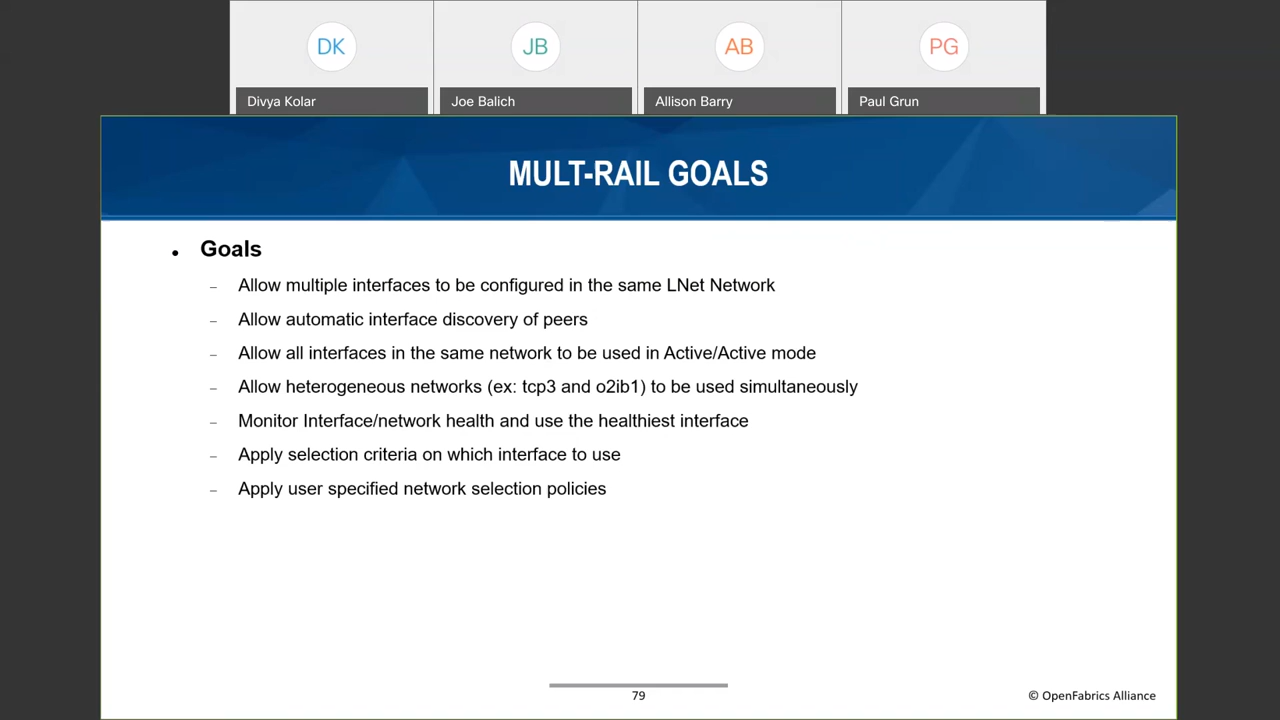 DK
JB
AB
PG
Divya Kolar
Joe Balich
Allison Barry
Paul Grun
MULT-RAIL GOALS
• Goals
– Allow multiple interfaces to be configured in the same LNet Network
– Allow automatic interface discovery of peers
– Allow all interfaces in the same network to be used in Active/Active mode
– Allow heterogeneous networks (ex: tcp3 and o2ib1) to be used simultaneously
– Monitor Interface/network health and use the healthiest interface
– Apply selection criteria on which interface to use
– Apply user specified network selection policies
79
© OpenFabrics Alliance